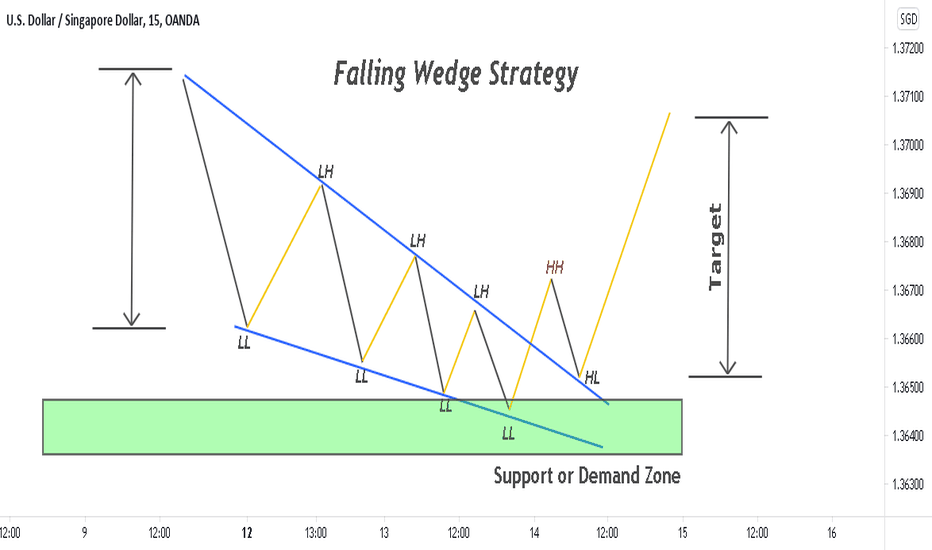 U.S. Dollar / Singapore Dollar, 15, OANDA
SGD
Falling Wedge Strategy
1.37200
1.37100
1.37000
1.36900
1.36800
1.36700
1.36600
1.36500
1.36400
1.36300
LH
LH
LH
HH
Target
LL
LL
HL
LL
LL
Support or Demand Zone
12:00
9
12:00
12
13:00
13
12:00
14
12:00
15
12:00
16